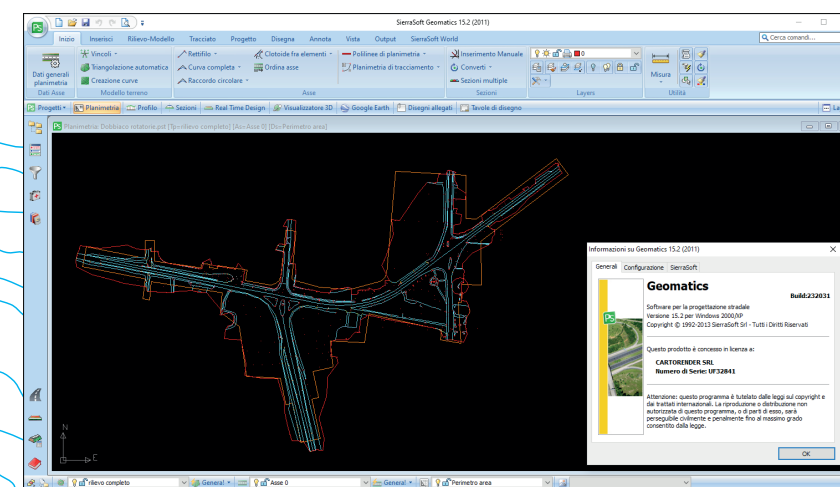 SierraSoft Geomatics 15.2 (2011)
PS
Inizio Inserisci Rilievo-Modello Tracciato Progetto Disegna Annota Vista Output SierraSoft World
Cerca comandi...
Dati generali planimetria
Vincoli
Triangolazione automatica
Creazione curve
Rettifilo
Curva completa
Raccordo circolare
Clotoide fra elementi
Ordina asse
Polilinee di planimetria
Planimetria di tracciamento
Inserimento Manuale
Converti
Sezioni multiple
0
Misura
Dati Asse Modello terreno Asse Sezioni Layers Utilità
Progetti Planimetria Profilo Sezioni Real Time Design Visualizzatore 3D Google Earth Disegni allegati Tavole di disegno La
Planimetria: Dobbiaco rotatorie.pst [Tp=rilievo completo] [As=Asse 0] [Do=Perimetro area]
Informazioni su Geomatics 15.2 (2011)
Generali Configurazione SierraSoft
Geomatics
Build:232031
Software per la progettazione stradale
Versione 15.2 per Windows 2000/XP
Copyright © 1992-2013 SierraSoft Srl - Tutti i Diritti Riservati
PS
Questo prodotto è concesso in licenza a:
CARTORENDER SRL
Numero di Serie: UF32841
Attenzione: questo programma è tutelato dalle leggi sul copyright e
dai trattati internazionali. La riproduzione o distribuzione non
autorizzata di questo programma, o di parti di esso, sarà
perseguibile civilmente e penalmente fino al massimo grado
consentito dalla legge.
OK
N
E
rilievo completo General Asse 0 General Perimetro area